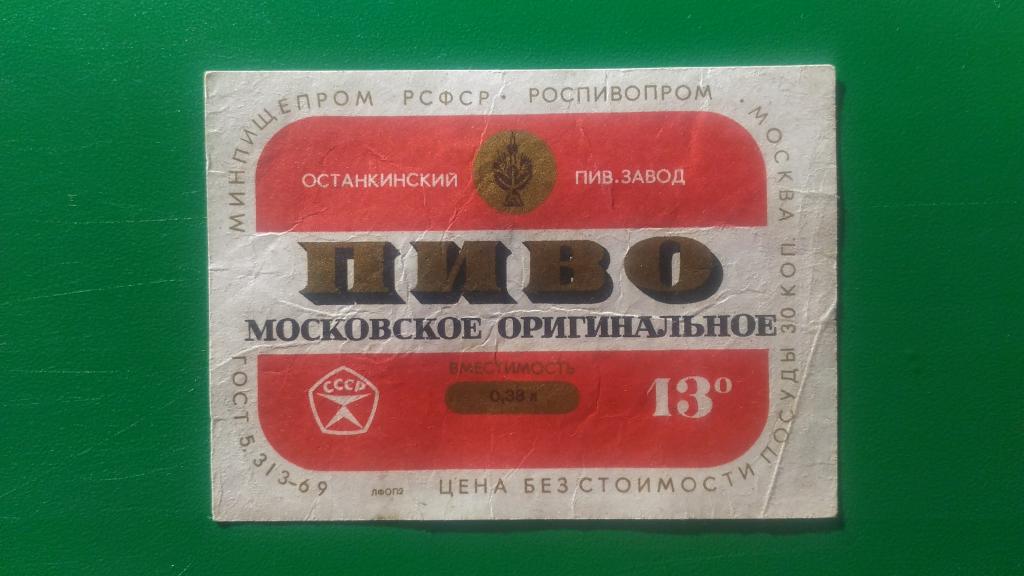 МИНПИЩЕПРОМ РСФСР · РОСПИВОПРОМ · МОСКВА
ОСТАНКИНСКИЙ ПИВ.ЗАВОД
ПИВО
МОСКОВСКОЕ ОРИГИНАЛЬНОЕ
СССР
ВМЕСТИМОСТЬ
0,33 л
13°
ГОСТ 5.313-69
ЛФОП2
ЦЕНА БЕЗ СТОИМОСТИ ПОСУДЫ 30 КОП.